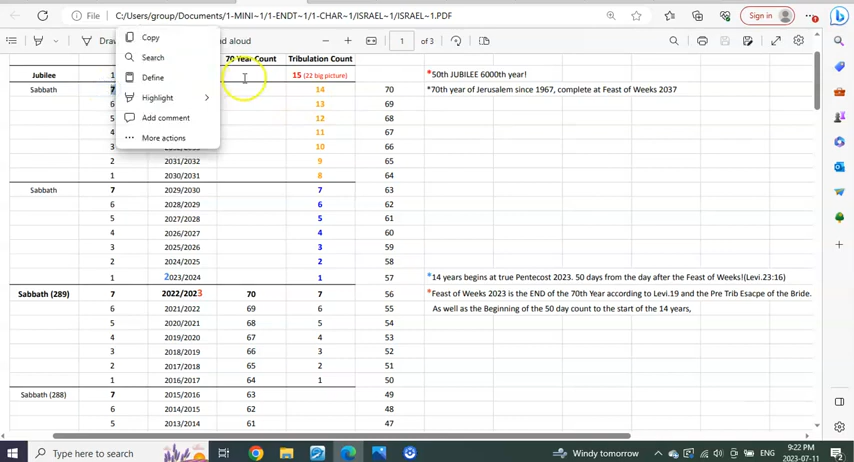 File C:/Users/group/Documents/1-MINI~1/1-ENDT~1/1-CHAR~1/ISRAEL~1/ISRAEL~1.PDF Sign in
Draw d aloud 1 of 3
Copy
Search
Define
Highlight
Add comment
More actions
70 Year Count Tribulation Count
Jubilee 1 15 (22 big picture) *50th JUBILEE 6000th year!
Sabbath 7 14 70 *70th year of Jerusalem since 1967, complete at Feast of Weeks 2037
6 13 69
5 12 68
4 11 67
3 10 66
2 2031/2032 9 65
1 2030/2031 8 64
Sabbath 7 2029/2030 7 63
6 2028/2029 6 62
5 2027/2028 5 61
4 2026/2027 4 60
3 2025/2026 3 59
2 2024/2025 2 58
1 2023/2024 1 57 *14 years begins at true Pentecost 2023. 50 days from the day after the Feast of Weeks!(Levi.23:16)
Sabbath (289) 7 2022/2023 70 7 56 *Feast of Weeks 2023 is the END of the 70th Year according to Levi.19 and the Pre Trib Esacpe of the Bride.
6 2021/2022 69 6 55 As well as the Beginning of the 50 day count to the start of the 14 years,
5 2020/2021 68 5 54
4 2019/2020 67 4 53
3 2018/2019 66 3 52
2 2017/2018 65 2 51
1 2016/2017 64 1 50
Sabbath (288) 7 2015/2016 63 49
6 2014/2015 62 48
5 2013/2014 61 47
Type here to search Windy tomorrow ENG 9:22 PM
2023-07-11